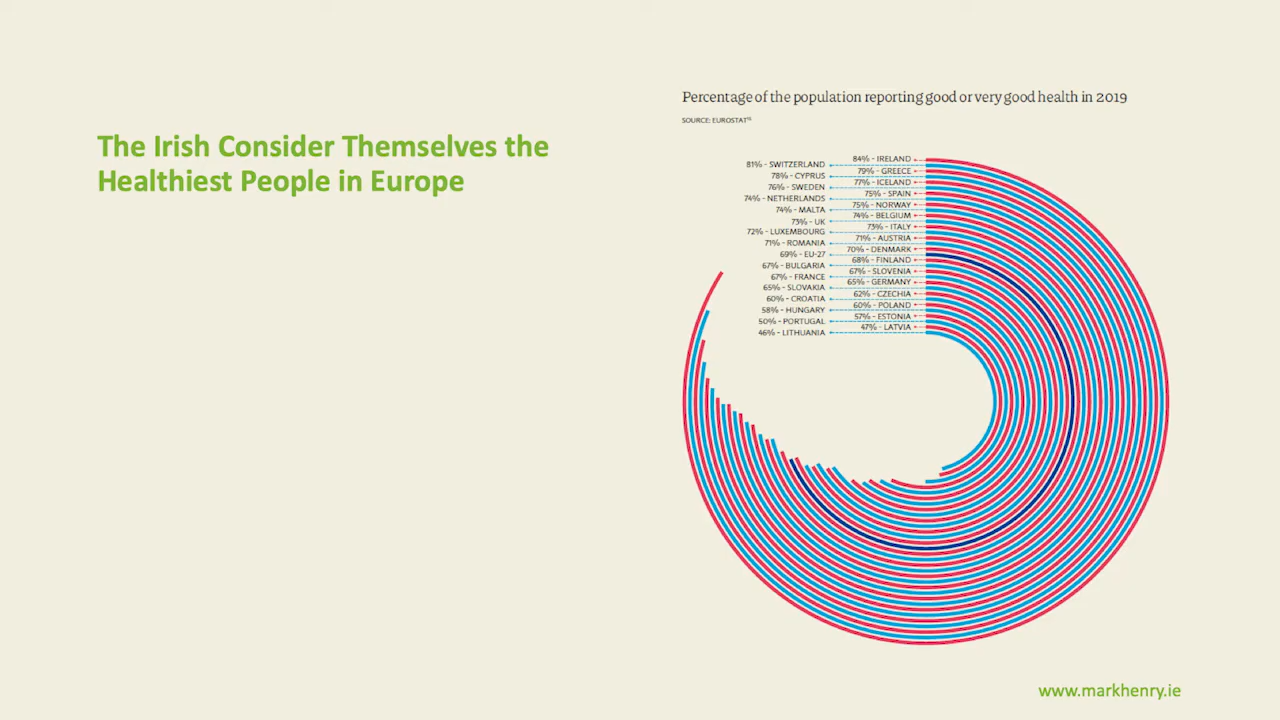 The Irish Consider Themselves the
Healthiest People in Europe
Percentage of the population reporting good or very good health in 2019
SOURCE: EUROSTAT¹⁵
84% - IRELAND
81% - SWITZERLAND
79% - GREECE
78% - CYPRUS
77% - ICELAND
76% - SWEDEN
75% - SPAIN
74% - NETHERLANDS
75% - NORWAY
74% - MALTA
74% - BELGIUM
73% - UK
73% - ITALY
72% - LUXEMBOURG
71% - AUSTRIA
71% - ROMANIA
70% - DENMARK
69% - EU-27
68% - FINLAND
67% - BULGARIA
67% - SLOVENIA
67% - FRANCE
65% - GERMANY
65% - SLOVAKIA
62% - CZECHIA
60% - CROATIA
60% - POLAND
58% - HUNGARY
57% - ESTONIA
50% - PORTUGAL
47% - LATVIA
46% - LITHUANIA
www.markhenry.ie